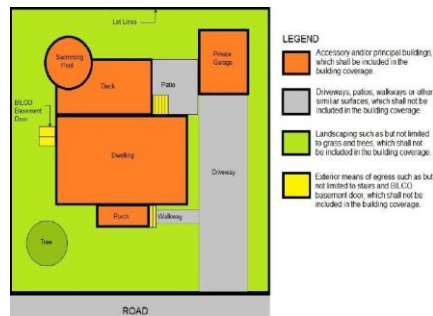 Lot Lines
Swimming
Pool
Private
Garage
Deck
Patio
BILCO
Basement
Door
Dwelling
Driveway
Porch
Walkway
Tree
ROAD
LEGEND
Accessory and/or principal buildings,
which shall be included in the
building coverage.
Driveways, patios, walkways or other
similar surfaces, which shall not be
included in the building coverage.
Landscaping such as but not limited
to grass and trees, which shall not
be included in the building coverage.
Exterior means of egress such as but
not limited to stairs and BILCO
basement door, which shall not be
included in the building coverage.